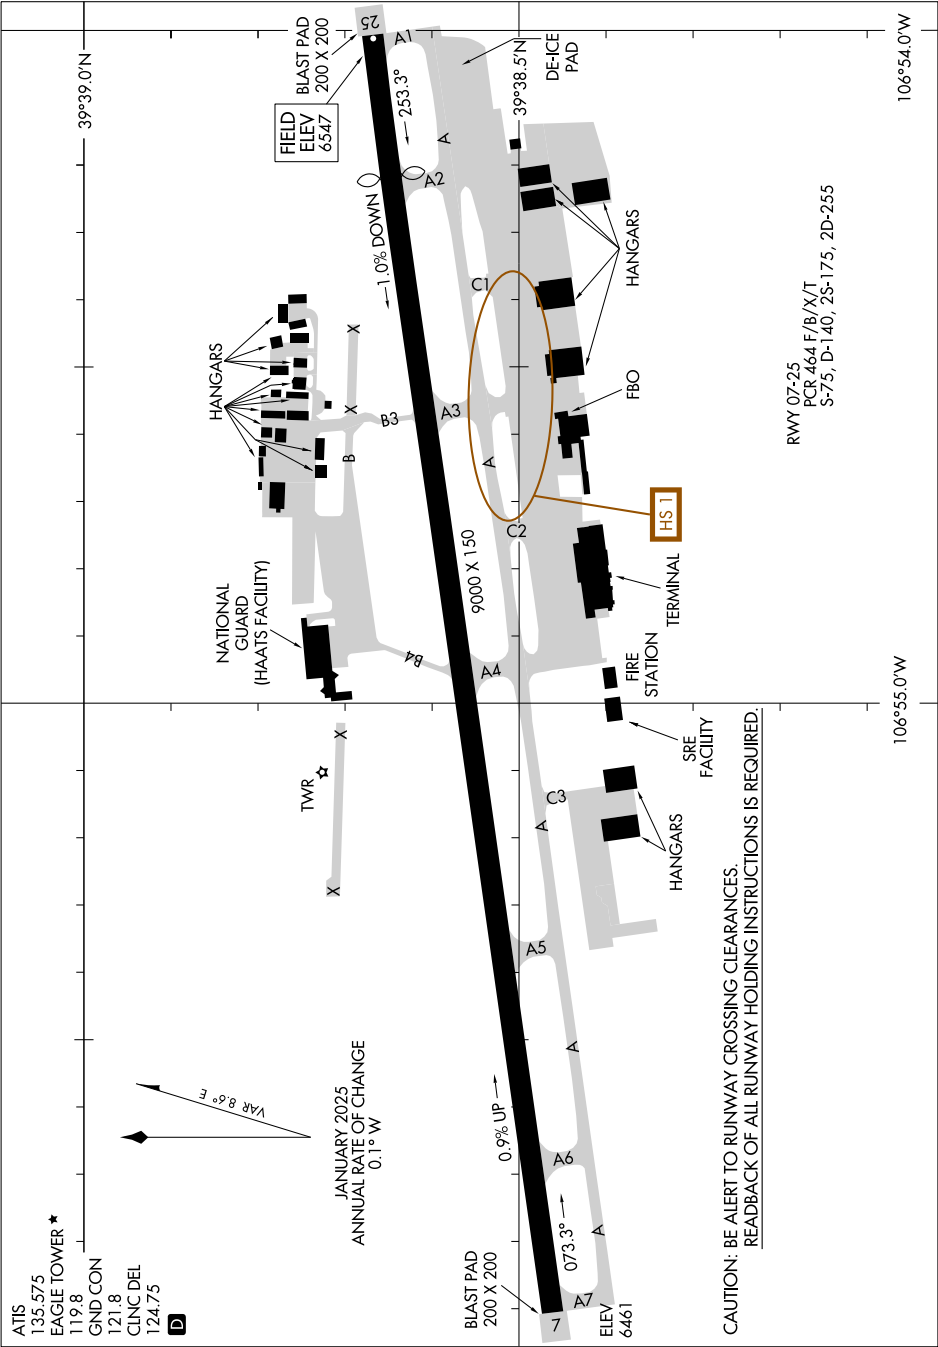 ATIS
135.575
EAGLE TOWER ★
119.8
GND CON
121.8
CLNC DEL
124.75
D
VAR 8.6° E
JANUARY 2025
ANNUAL RATE OF CHANGE
0.1° W
39°39.0'N
39°38.5'N
106°55.0'W
106°54.0'W
BLAST PAD
200 X 200
7
ELEV
6461
A7
073.3°
0.9% UP
A
A6
A
A5
A
C3
HANGARS
SRE
FACILITY
FIRE
STATION
TERMINAL
X
TWR
X
NATIONAL
GUARD
(HAATS FACILITY)
B4
A4
9000 X 150
C2
HS 1
A
A3
B3
B
X
X
HANGARS
C1
FBO
HANGARS
1.0% DOWN
A2
A
253.3°
A1
FIELD
ELEV
6547
BLAST PAD
200 X 200
25
DE-ICE
PAD
RWY 07-25
PCR 464 F/B/X/T
S-75, D-140, 2S-175, 2D-255
CAUTION: BE ALERT TO RUNWAY CROSSING CLEARANCES.
READBACK OF ALL RUNWAY HOLDING INSTRUCTIONS IS REQUIRED.